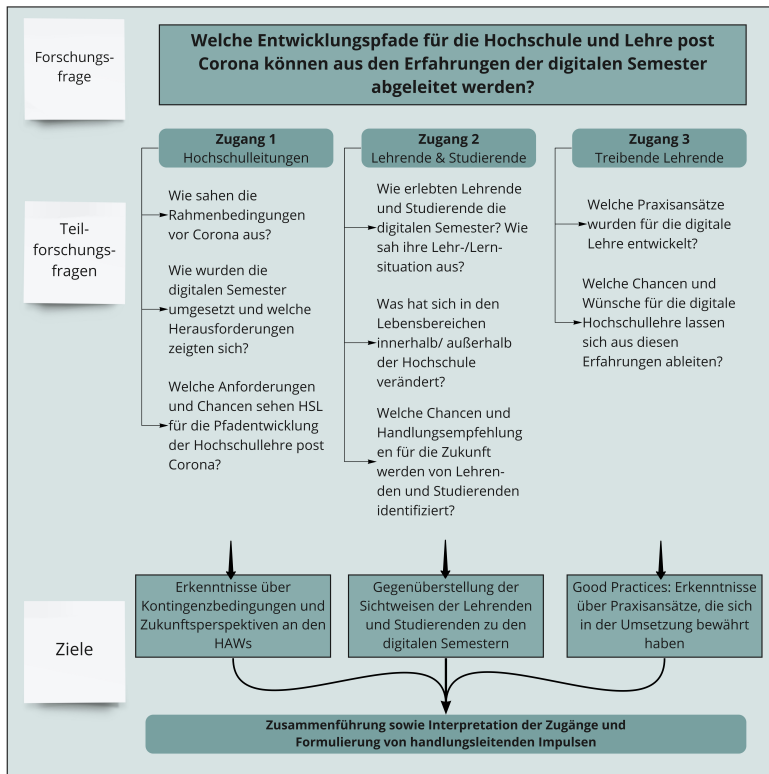 Forschungs-
frage
Welche Entwicklungspfade für die Hochschule und Lehre post
Corona können aus den Erfahrungen der digitalen Semester
abgeleitet werden?
Teil-
forschungs-
fragen
Zugang 1
Hochschulleitungen
Wie sahen die
Rahmenbedingungen
vor Corona aus?
Wie wurden die
digitalen Semester
umgesetzt und welche
Herausforderungen
zeigten sich?
Welche Anforderungen
und Chancen sehen HSL
für die Pfadentwicklung
der Hochschullehre post
Corona?
Zugang 2
Lehrende & Studierende
Wie erlebten Lehrende
und Studierende die
digitalen Semester? Wie
sah ihre Lehr-/Lern-
situation aus?
Was hat sich in den
Lebensbereichen
innerhalb/ außerhalb
der Hochschule
verändert?
Welche Chancen und
Handlungsempfehlung
en für die Zukunft
werden von Lehren-
den und Studierenden
identifiziert?
Zugang 3
Treibende Lehrende
Welche Praxisansätze
wurden für die digitale
Lehre entwickelt?
Welche Chancen und
Wünsche für die digitale
Hochschullehre lassen
sich aus diesen
Erfahrungen ableiten?
Ziele
Erkenntnisse über
Kontingenzbedingungen und
Zukunftsperspektiven an den
HAWs
Gegenüberstellung der
Sichtweisen der Lehrenden
und Studierenden zu den
digitalen Semestern
Good Practices: Erkenntnisse
über Praxisansätze, die sich
in der Umsetzung bewährt
haben
Zusammenführung sowie Interpretation der Zugänge und
Formulierung von handlungsleitenden Impulsen